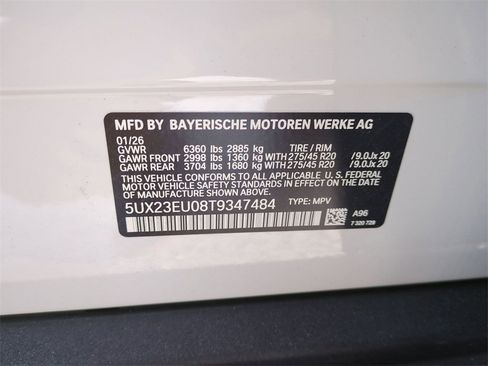 MFD BY BAYERISCHE MOTOREN WERKE AG
01/26
GVWR 6360 lbs 2885 kg TIRE / RIM
GAWR FRONT 2998 lbs 1360 kg WITH 275/45 R20 /9.0Jx 20
GAWR REAR 3704 lbs 1680 kg WITH 275/45 R20 /9.0Jx 20
THIS VEHICLE CONFORMS TO ALL APPLICABLE U. S. FEDERAL
MOTOR VEHICLE SAFETY STANDARDS IN EFFECT ON THE DATE
OF MANUFACTURE SHOWN ABOVE.
5UX23EU08T9347484 TYPE: MPV
A96
7 320 729